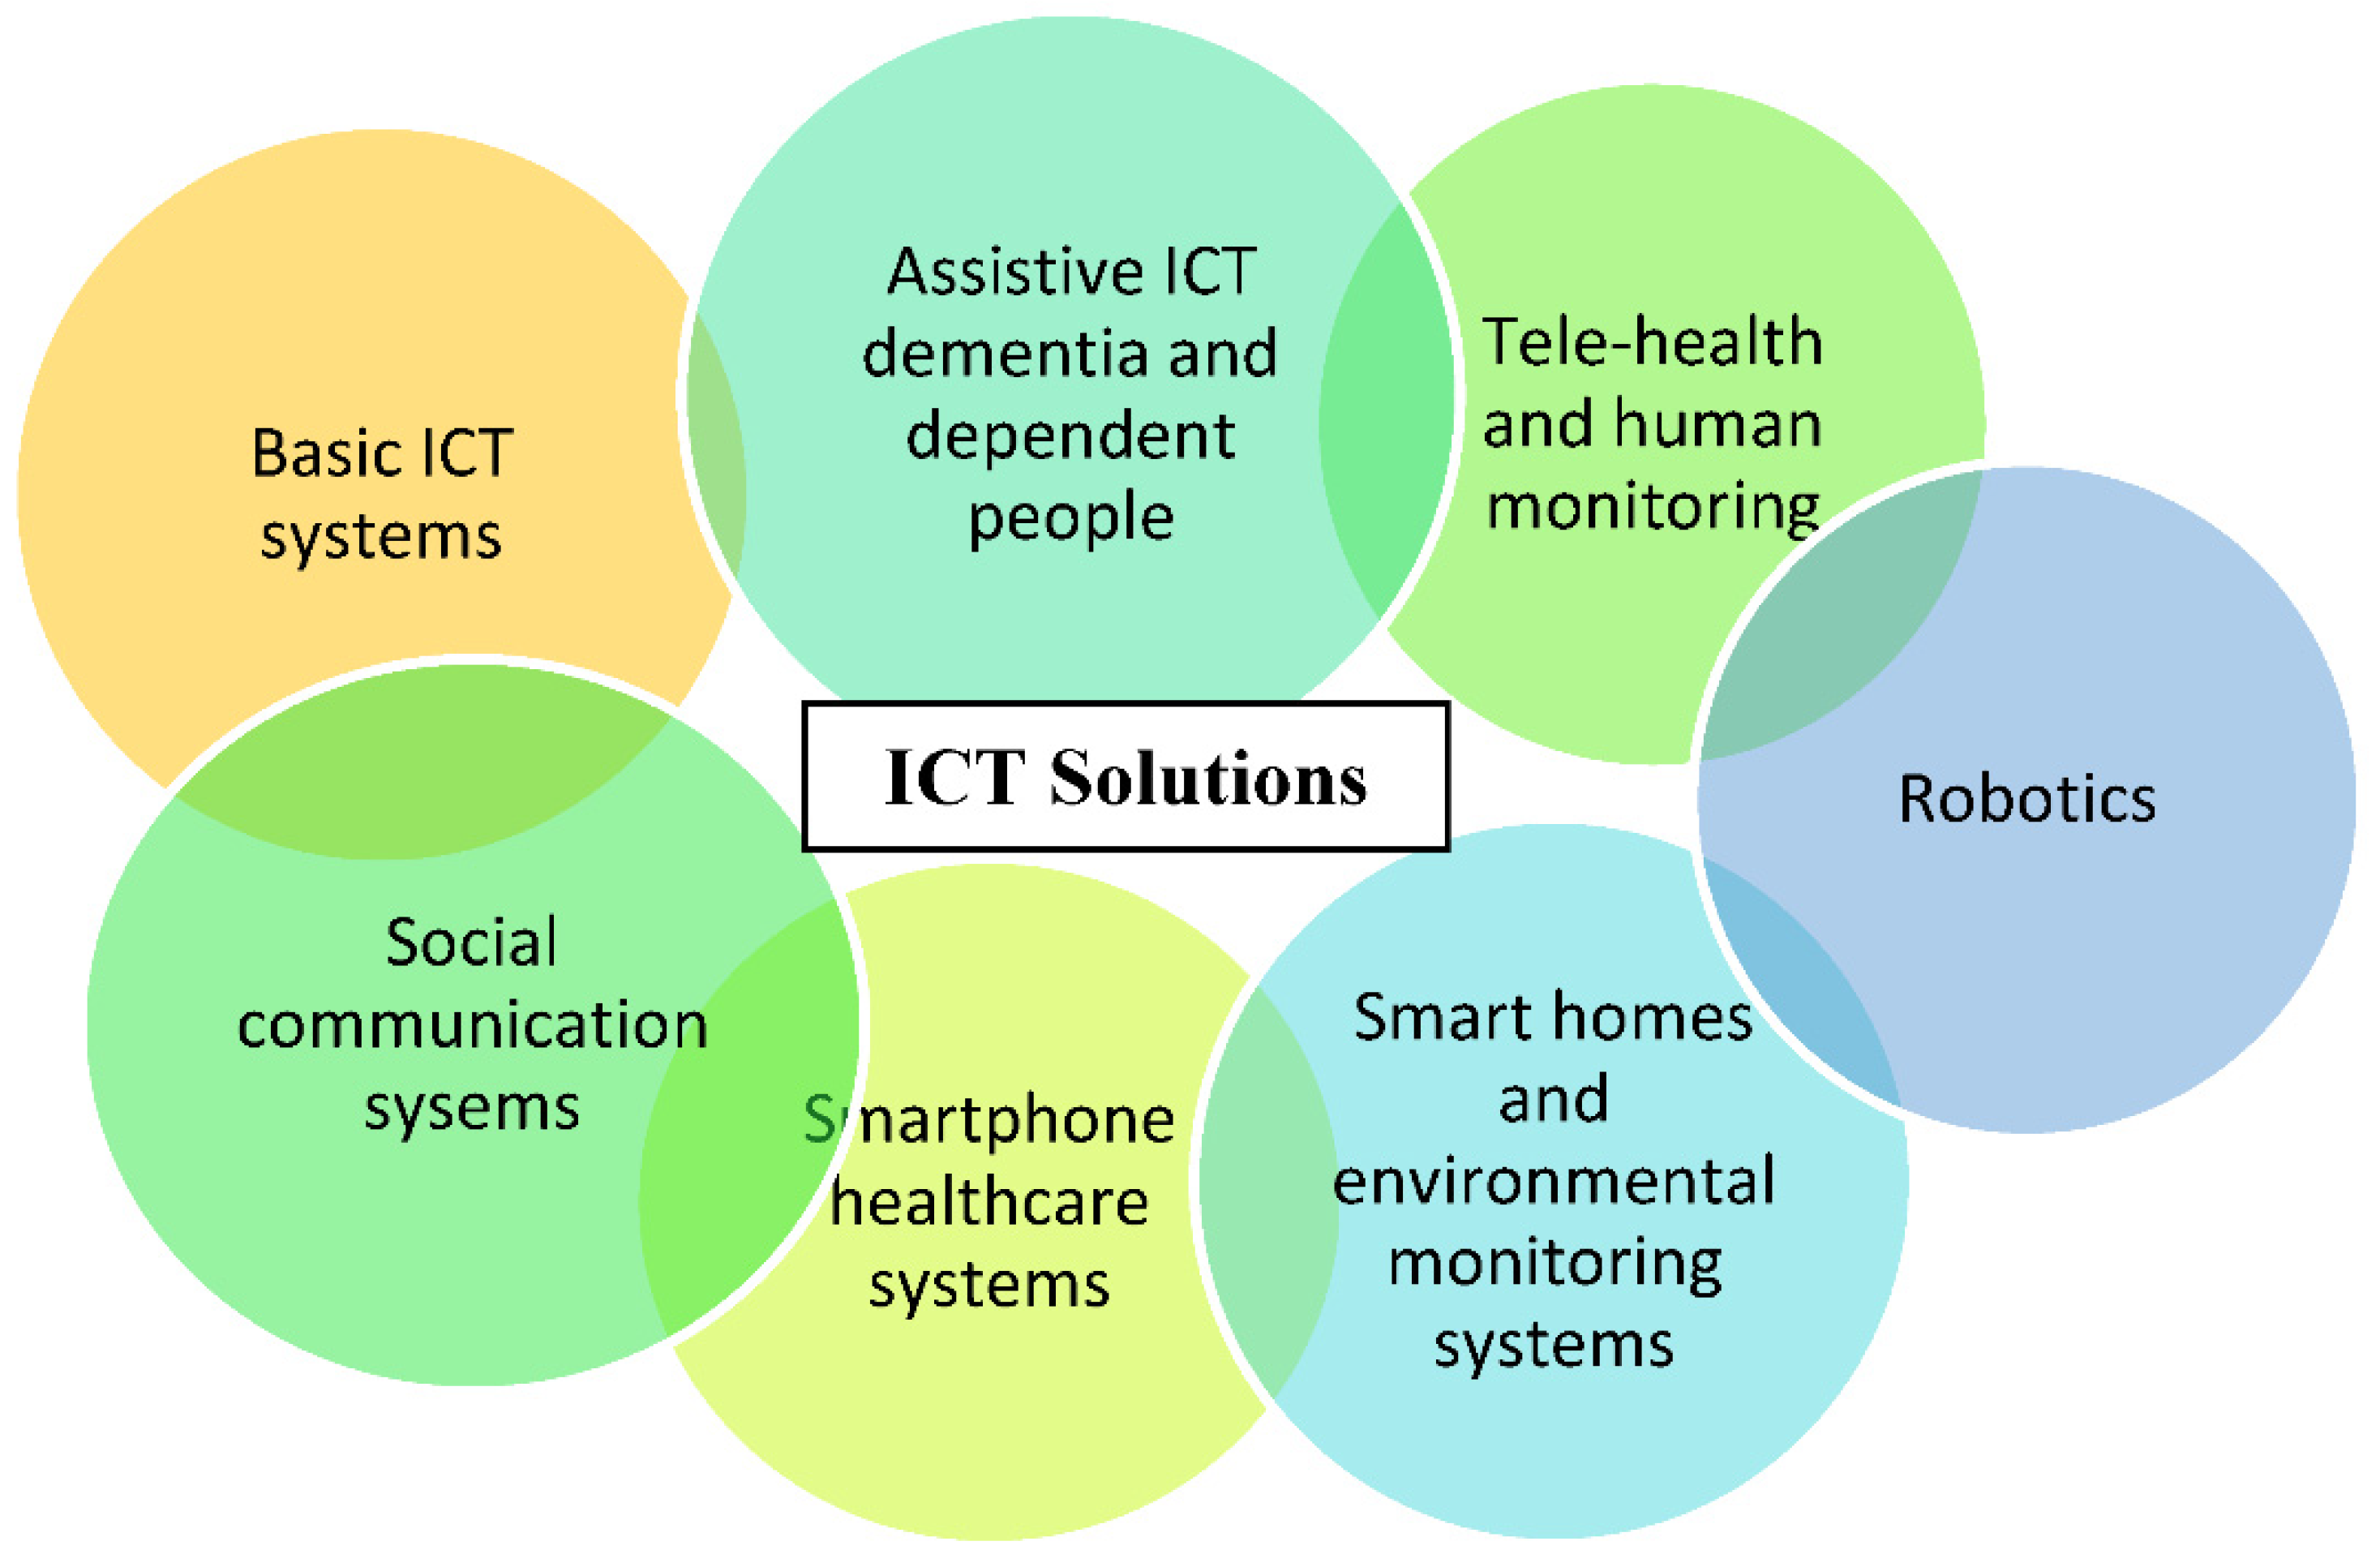 Basic ICT
systems
Assistive ICT
dementia and
dependent
people
Tele-health
and human
monitoring
Robotics
ICT Solutions
Social
communication
sysems
Smartphone
healthcare
systems
Smart homes
and
environmental
monitoring
systems